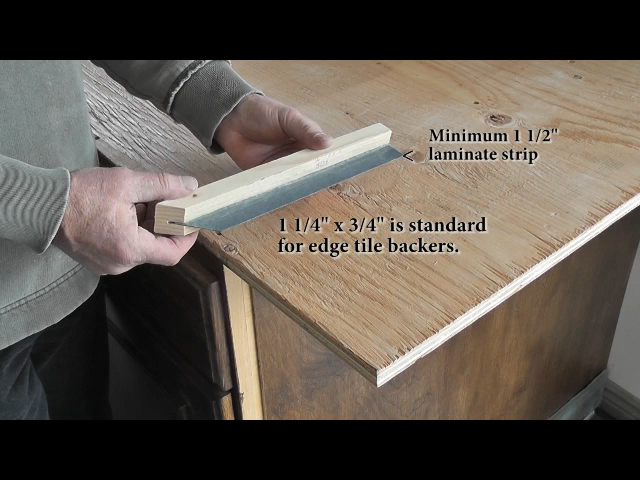 Minimum 1 1/2"
< laminate strip
1 1/4" x 3/4" is standard
for edge tile backers.